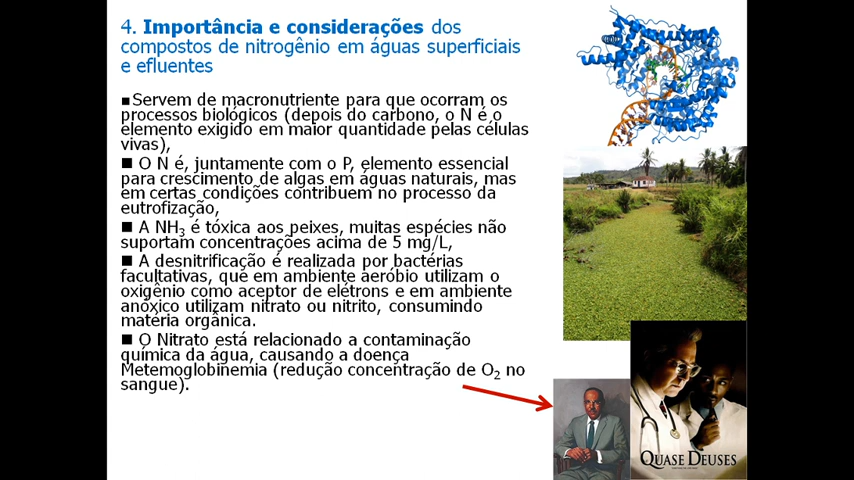 4. Importância e considerações dos
compostos de nitrogênio em águas superficiais
e efluentes
■Servem de macronutriente para que ocorram os
processos biológicos (depois do carbono, o N é o
elemento exigido em maior quantidade pelas células
vivas),
■ O N é, juntamente com o P, elemento essencial
para crescimento de algas em águas naturais, mas
em certas condições contribuem no processo da
eutrofização,
■ A NH3 é tóxica aos peixes, muitas espécies não
suportam concentrações acima de 5 mg/L,
■ A desnitrificação é realizada por bactérias
facultativas, que em ambiente aeróbio utilizam o
oxigênio como aceptor de elétrons e em ambiente
anóxico utilizam nitrato ou nitrito, consumindo
matéria orgânica.
■ O Nitrato está relacionado a contaminação
química da água, causando a doença
Metemoglobinemia (redução concentração de O2 no
sangue).
QUASE DEUSES